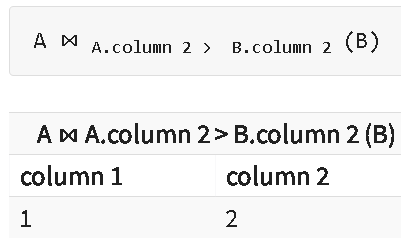 A ⋈ A.column 2 > B.column 2 (B)
A ⋈ A.column 2 > B.column 2 (B)
column 1 column 2
1 2